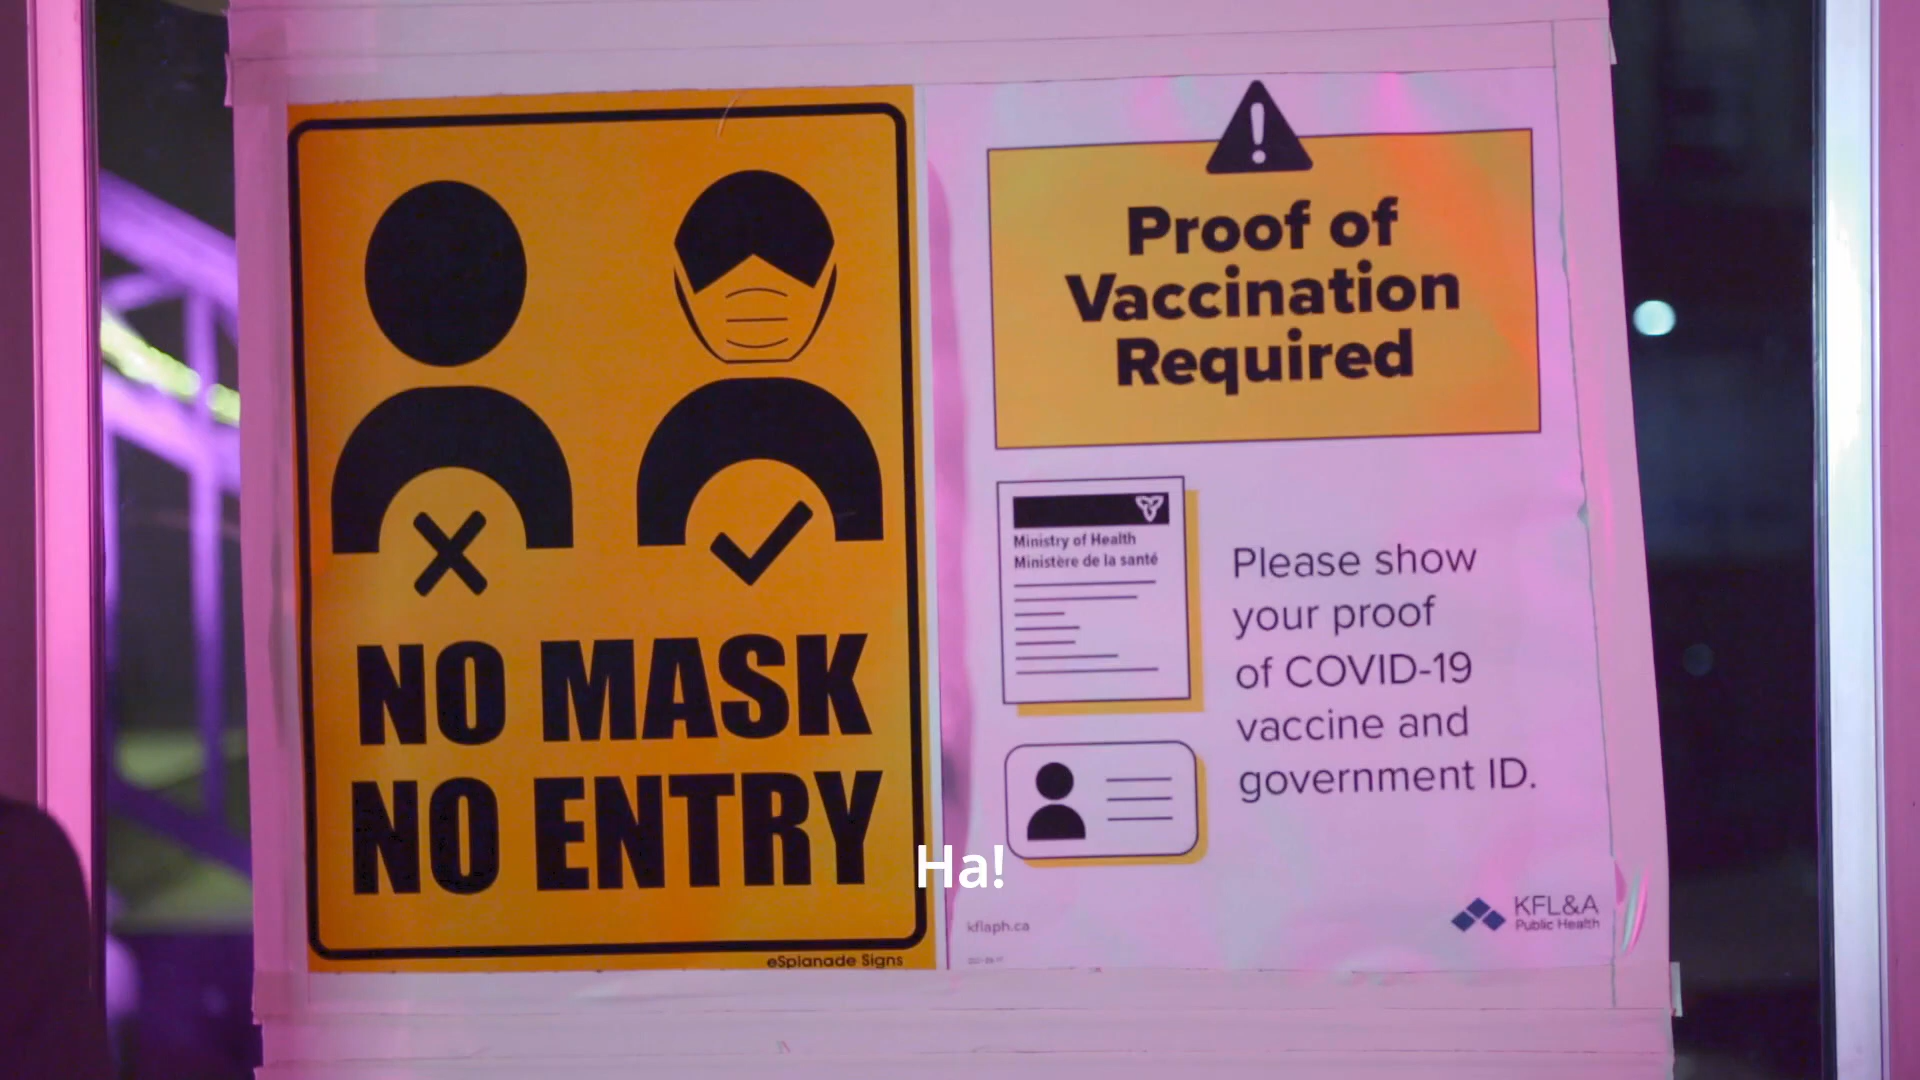 NO MASK
NO ENTRY
eSplanade Signs
Proof of
Vaccination
Required
Ministry of Health
Ministère de la santé
Please show
your proof
of COVID-19
vaccine and
government ID.
kflaph.ca
KFL&A
Public Health
Ha!